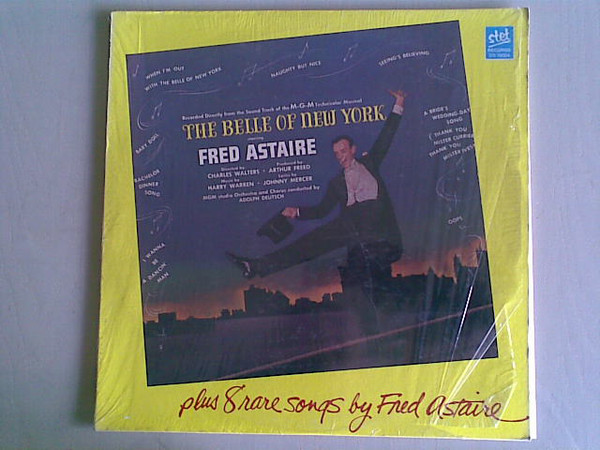 stet
RECORDS
WHEN I'M OUT
WITH THE BELLE OF NEW YORK
NAUGHTY BUT NICE
SEEING'S BELIEVING
Recorded Directly from the Sound Track of the M-G-M Technicolor Musical
THE BELLE OF NEW YORK
starring
FRED ASTAIRE
Directed by
CHARLES WALTERS •
Produced by
ARTHUR FREED
Music by
HARRY WARREN •
Lyrics by
JOHNNY MERCER
MGM studio Orchestra and Chorus conducted by
ADOLPH DEUTSCH
BABY DOLL
BACHELOR
DINNER
SONG
I WANNA
BE
A DANCIN'
MAN
A BRIDE'S
WEDDING-DAY
SONG
( THANK YOU
MISTER CURRIER
THANK YOU
MISTER IVES)
OOPS
plus 8 rare songs by Fred Astaire